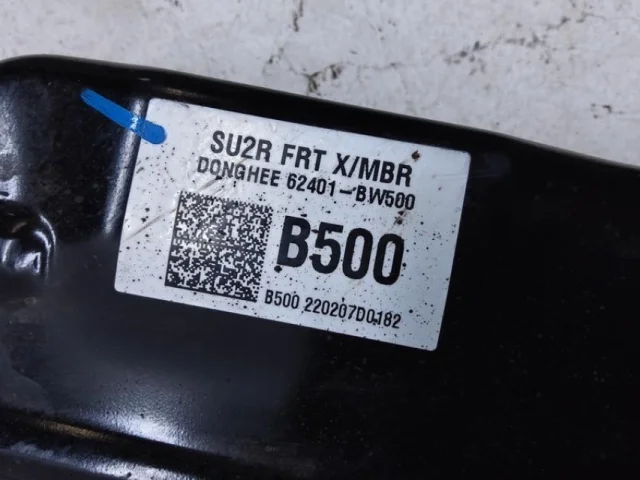 SU2R FRT X/MBR
DONGHEE 62401-BW500
B500
B500 220207D0182